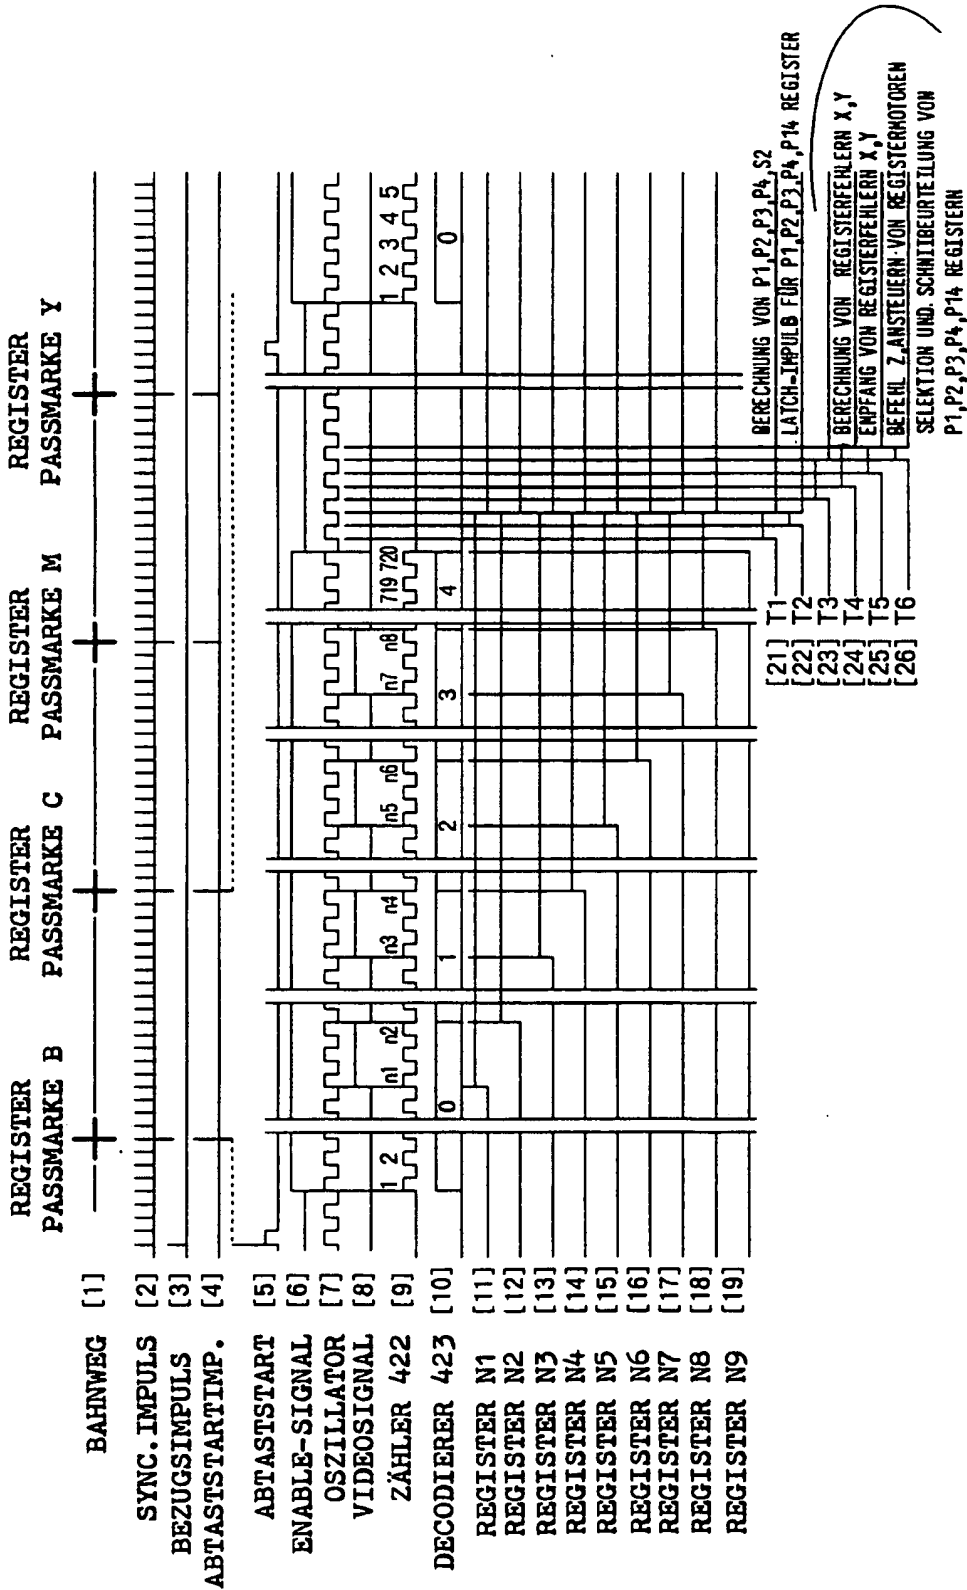 REGISTER
PASSMARKE B
REGISTER
PASSMARKE C
REGISTER
PASSMARKE M
REGISTER
PASSMARKE Y
BAHNWEG [1]
SYNC.IMPULS [2]
BEZUGSIMPULS [3]
ABTASTSTARTIMP. [4]
ABTASTSTART [5]
ENABLE-SIGNAL [6]
OSZILLATOR [7]
VIDEOSIGNAL [8]
ZÄHLER 422 [9] 1 2 n1 n2 n3 n4 n5 n6 n7 n8 719 720 1 2 3 4 5
DECODIERER 423 [10] 0 1 2 3 4 0
REGISTER N1 [11]
REGISTER N2 [12]
REGISTER N3 [13]
REGISTER N4 [14]
REGISTER N5 [15]
REGISTER N6 [16]
REGISTER N7 [17]
REGISTER N8 [18]
REGISTER N9 [19]
[21] T1 BERECHNUNG VON P1,P2,P3,P4,S2
[22] T2 LATCH-IMPULB FÜR P1,P2,P3,P4,P14 REGISTER
[23] T3
[24] T4 BERECHNUNG VON REGISTERFEHLERN X,Y
[25] T5 EMPFANG VON REGISTERFEHLERN X,Y
[26] T6 BEFEHL Z.ANSTEUERN VON REGISTERMOTOREN
SELEKTION UND SCHNITBEURTEILUNG VON
P1,P2,P3,P4,P14 REGISTERN